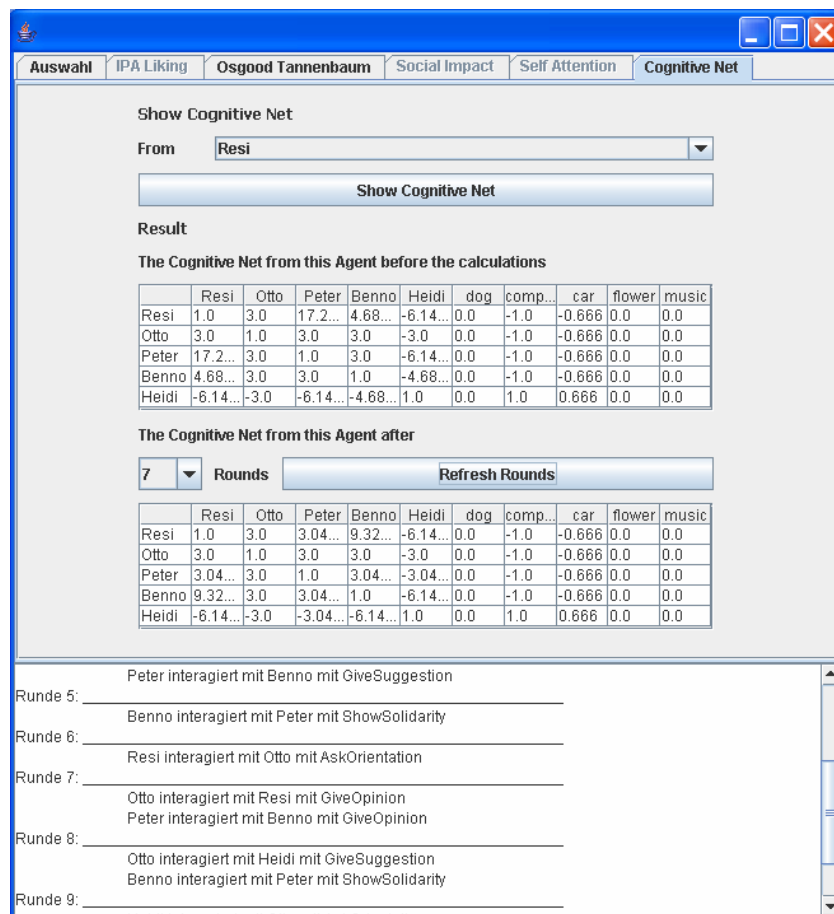 Auswahl IPA Liking Osgood Tannenbaum Social Impact Self Attention Cognitive Net
Show Cognitive Net
From Resi
Show Cognitive Net
Result
The Cognitive Net from this Agent before the calculations
Resi Otto Peter Benno Heidi dog comp... car flower music
Resi 1.0 3.0 17.2... 4.68... -6.14... 0.0 -1.0 -0.666 0.0 0.0
Otto 3.0 1.0 3.0 3.0 -3.0 0.0 -1.0 -0.666 0.0 0.0
Peter 17.2... 3.0 1.0 3.0 -6.14... 0.0 -1.0 -0.666 0.0 0.0
Benno 4.68... 3.0 3.0 1.0 -4.68... 0.0 -1.0 -0.666 0.0 0.0
Heidi -6.14... -3.0 -6.14... -4.68... 1.0 0.0 1.0 0.666 0.0 0.0
The Cognitive Net from this Agent after
7 Rounds Refresh Rounds
Resi Otto Peter Benno Heidi dog comp... car flower music
Resi 1.0 3.0 3.04... 9.32... -6.14... 0.0 -1.0 -0.666 0.0 0.0
Otto 3.0 1.0 3.0 3.0 -3.0 0.0 -1.0 -0.666 0.0 0.0
Peter 3.04... 3.0 1.0 3.04... -3.04... 0.0 -1.0 -0.666 0.0 0.0
Benno 9.32... 3.0 3.04... 1.0 -6.14... 0.0 -1.0 -0.666 0.0 0.0
Heidi -6.14... -3.0 -3.04... -6.14... 1.0 0.0 1.0 0.666 0.0 0.0
Peter interagiert mit Benno mit GiveSuggestion
Runde 5:
Benno interagiert mit Peter mit ShowSolidarity
Runde 6:
Resi interagiert mit Otto mit AskOrientation
Runde 7:
Otto interagiert mit Resi mit GiveOpinion
Peter interagiert mit Benno mit GiveOpinion
Runde 8:
Otto interagiert mit Heidi mit GiveSuggestion
Benno interagiert mit Peter mit ShowSolidarity
Runde 9: